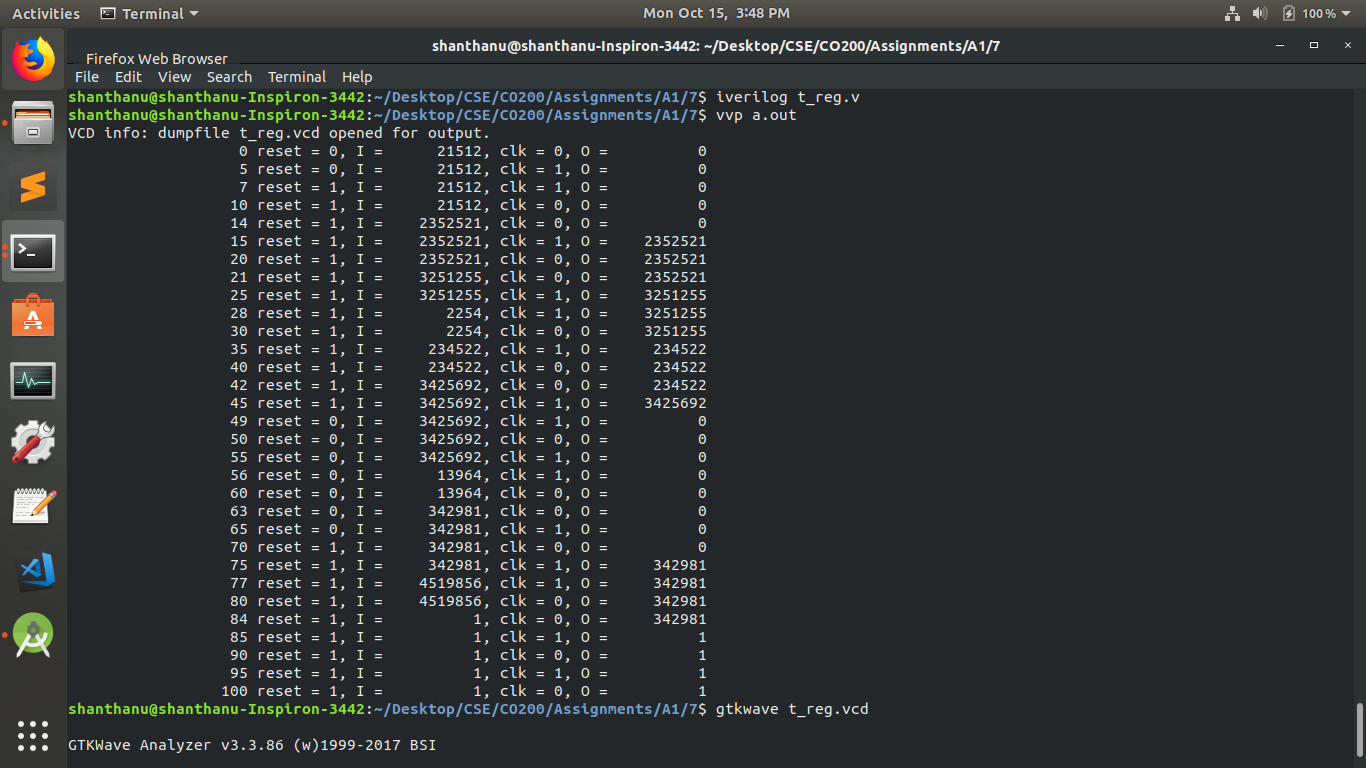 Activities Terminal Mon Oct 15, 3:48 PM 100%
shanthanu@shanthanu-Inspiron-3442: ~/Desktop/CSE/CO200/Assignments/A1/7
Firefox Web Browser
File Edit View Search Terminal Help
shanthanu@shanthanu-Inspiron-3442:~/Desktop/CSE/CO200/Assignments/A1/7$ iverilog t_reg.v
shanthanu@shanthanu-Inspiron-3442:~/Desktop/CSE/CO200/Assignments/A1/7$ vvp a.out
VCD info: dumpfile t_reg.vcd opened for output.
0 reset = 0, I = 21512, clk = 0, O = 0
5 reset = 0, I = 21512, clk = 1, O = 0
7 reset = 1, I = 21512, clk = 1, O = 0
10 reset = 1, I = 21512, clk = 0, O = 0
14 reset = 1, I = 2352521, clk = 0, O = 0
15 reset = 1, I = 2352521, clk = 1, O = 2352521
20 reset = 1, I = 2352521, clk = 0, O = 2352521
21 reset = 1, I = 3251255, clk = 0, O = 2352521
25 reset = 1, I = 3251255, clk = 1, O = 3251255
28 reset = 1, I = 2254, clk = 1, O = 3251255
30 reset = 1, I = 2254, clk = 0, O = 3251255
35 reset = 1, I = 234522, clk = 1, O = 234522
40 reset = 1, I = 234522, clk = 0, O = 234522
42 reset = 1, I = 3425692, clk = 0, O = 234522
45 reset = 1, I = 3425692, clk = 1, O = 3425692
49 reset = 0, I = 3425692, clk = 1, O = 0
50 reset = 0, I = 3425692, clk = 0, O = 0
55 reset = 0, I = 3425692, clk = 1, O = 0
56 reset = 0, I = 13964, clk = 1, O = 0
60 reset = 0, I = 13964, clk = 0, O = 0
63 reset = 0, I = 342981, clk = 0, O = 0
65 reset = 0, I = 342981, clk = 1, O = 0
70 reset = 1, I = 342981, clk = 0, O = 0
75 reset = 1, I = 342981, clk = 1, O = 342981
77 reset = 1, I = 4519856, clk = 1, O = 342981
80 reset = 1, I = 4519856, clk = 0, O = 342981
84 reset = 1, I = 1, clk = 0, O = 342981
85 reset = 1, I = 1, clk = 1, O = 1
90 reset = 1, I = 1, clk = 0, O = 1
95 reset = 1, I = 1, clk = 1, O = 1
100 reset = 1, I = 1, clk = 0, O = 1
shanthanu@shanthanu-Inspiron-3442:~/Desktop/CSE/CO200/Assignments/A1/7$ gtkwave t_reg.vcd
GTKWave Analyzer v3.3.86 (w)1999-2017 BSI